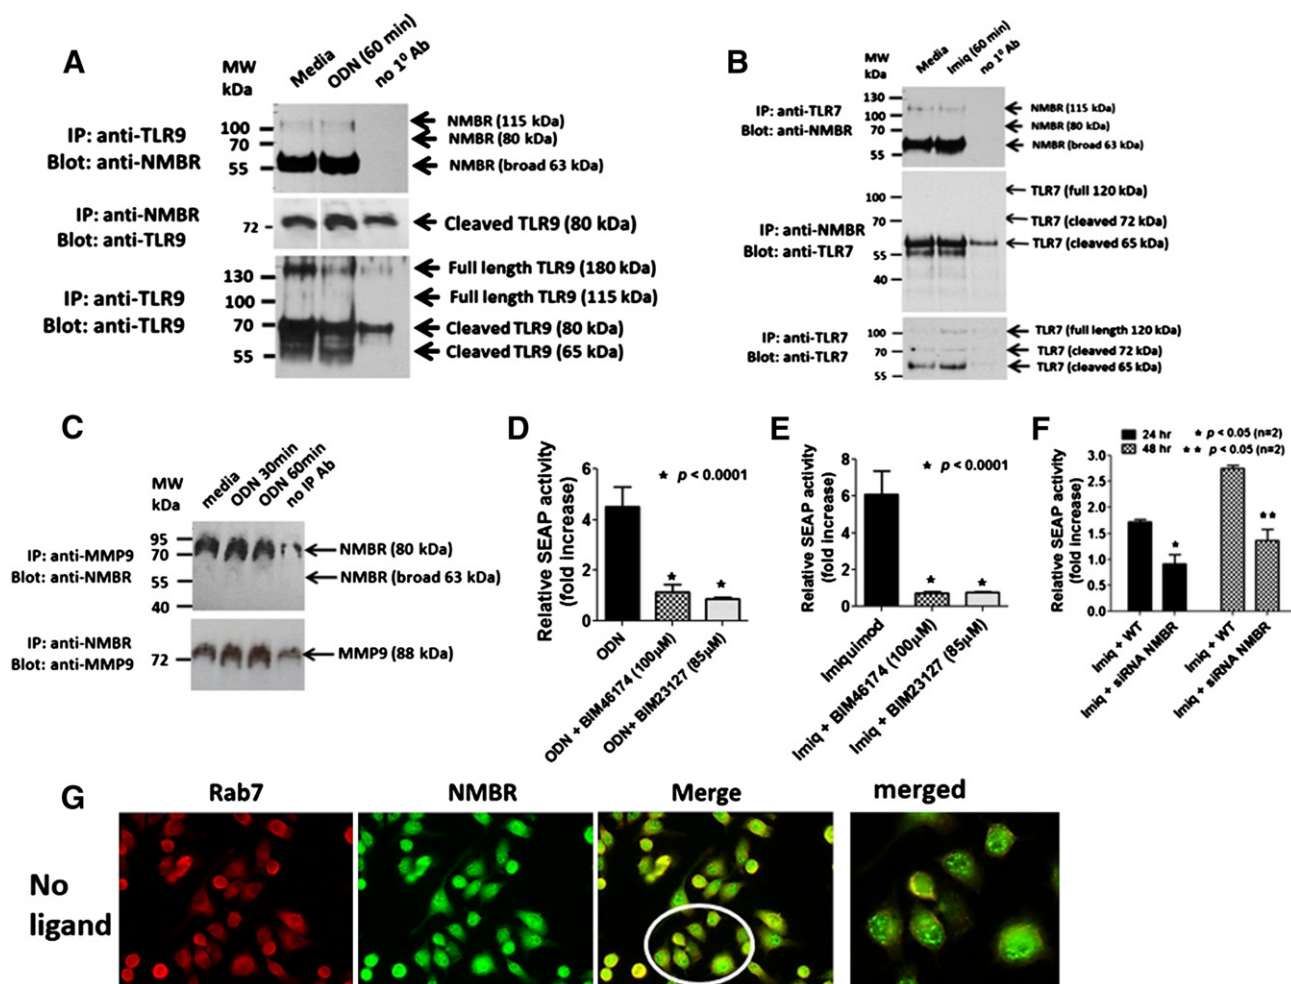 A
MW
kDa
Media
ODN (60 min)
no 1° Ab
IP: anti-TLR9
Blot: anti-NMBR
100
70
55
NMBR (115 kDa)
NMBR (80 kDa)
NMBR (broad 63 kDa)
IP: anti-NMBR
Blot: anti-TLR9
72
Cleaved TLR9 (80 kDa)
IP: anti-TLR9
Blot: anti-TLR9
130
100
70
55
Full length TLR9 (180 kDa)
Full length TLR9 (115 kDa)
Cleaved TLR9 (80 kDa)
Cleaved TLR9 (65 kDa)
B
MW
kDa
Media
Imiq (60 min)
no 1° Ab
IP: anti-TLR7
Blot: anti-NMBR
130
100
70
55
NMBR (115 kDa)
NMBR (80 kDa)
NMBR (broad 63 kDa)
IP: anti-NMBR
Blot: anti-TLR7
100
70
55
40
TLR7 (full 120 kDa)
TLR7 (cleaved 72 kDa)
TLR7 (cleaved 65 kDa)
IP: anti-TLR7
Blot: anti-TLR7
100
70
55
TLR7 (full length 120 kDa)
TLR7 (cleaved 72 kDa)
TLR7 (cleaved 65 kDa)
C
MW
kDa
media
ODN 30min
ODN 60min
no IP Ab
IP: anti-MMP9
Blot: anti-NMBR
95
70
55
40
NMBR (80 kDa)
NMBR (broad 63 kDa)
IP: anti-NMBR
Blot: anti-MMP9
72
MMP9 (88 kDa)
D
Relative SEAP activity
(fold increase)
6
4
2
0
★ p < 0.0001
★
★
ODN
ODN + BIM46174 (100µM)
ODN+ BIM23127 (85µM)
E
Relative SEAP activity
(fold increase)
8
6
4
2
0
★ p < 0.0001
★
★
Imiquimod
Imiq + BIM46174 (100µM)
Imiq + BIM23127 (85µM)
F
24 hr
48 hr
★ p < 0.05 (n=2)
★★ p < 0.05 (n=2)
Relative SEAP activity
(fold increase)
3.0
2.5
2.0
1.5
1.0
0.5
0.0
★
★★
Imiq + WT
Imiq + siRNA NMBR
Imiq + WT
Imiq + siRNA NMBR
G
Rab7
NMBR
Merge
merged
No
ligand